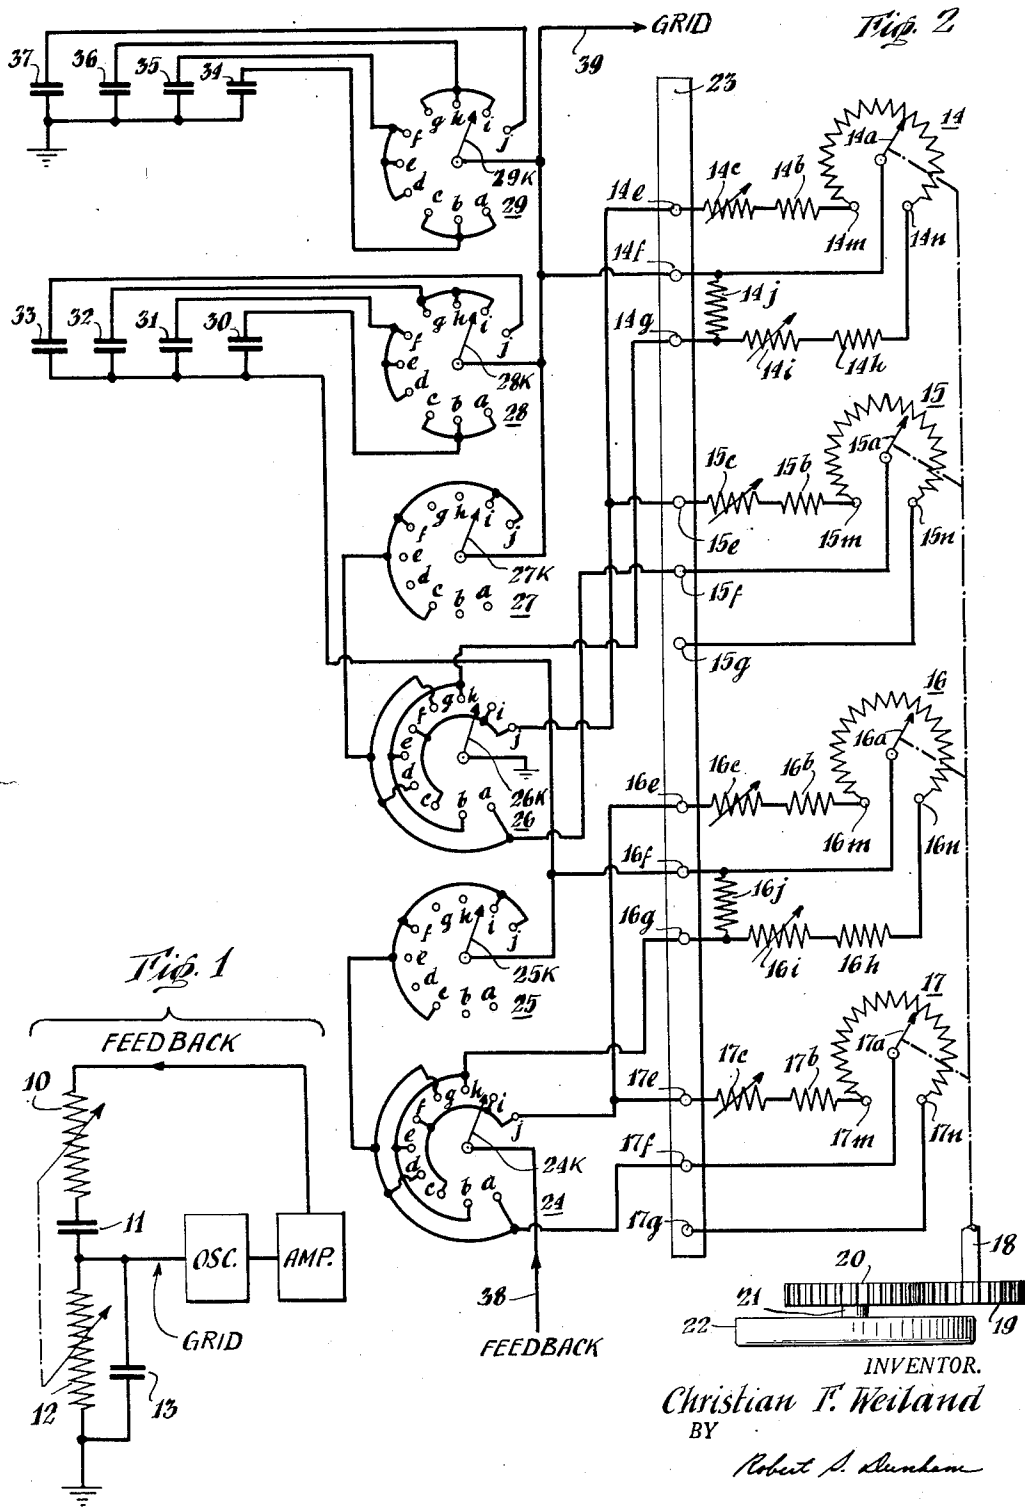 GRID
39
Fig. 2
37
36
35
34
a
b
c
d
e
f
g
h
i
j
29K
29
33
32
31
30
a
b
c
d
e
f
g
h
i
j
28K
28
a
b
c
d
e
f
g
h
i
j
27K
27
a
b
c
d
e
f
g
h
i
j
26K
26
a
b
c
d
e
f
g
h
i
j
25K
25
a
b
c
d
e
f
g
h
i
j
24K
24
38
FEEDBACK
23
14
14a
14b
14c
14e
14m
14n
14f
14j
14g
14i
14h
15
15a
15b
15c
15e
15m
15n
15f
15g
16
16a
16b
16c
16e
16m
16n
16f
16j
16g
16i
16h
17
17a
17b
17c
17e
17m
17n
17f
17g
18
20
21
19
22
Fig. 1
FEEDBACK
10
11
OSC.
AMP.
GRID
12
13
INVENTOR.
Christian F. Weiland
BY
Robert S. Dunham